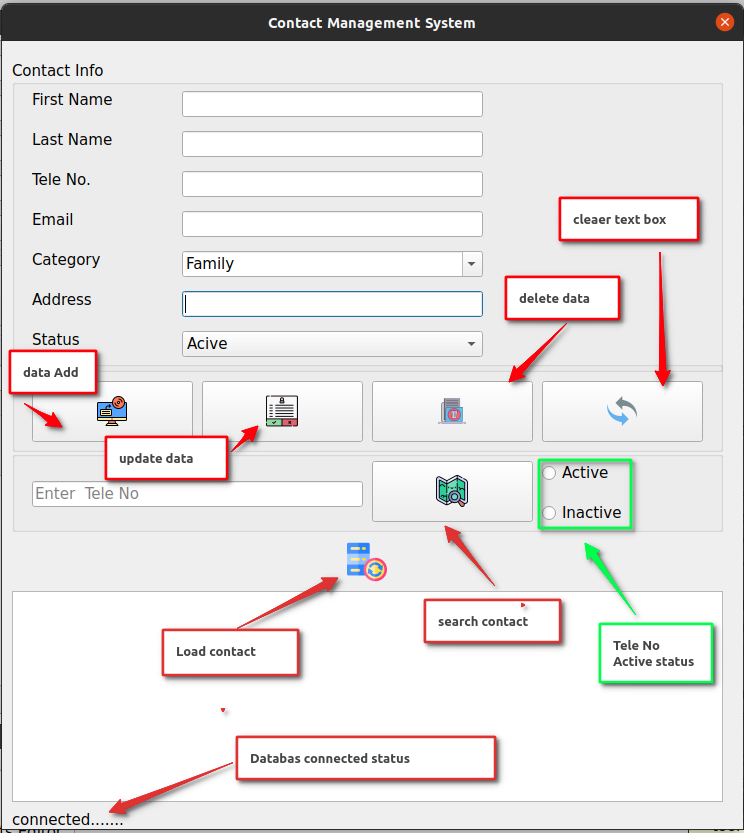 Contact Management System
Contact Info
First Name
Last Name
Tele No.
Email
cleaer text box
Category
Family
delete data
Address
Status
Acive
data Add
update data
Enter Tele No
Active
Inactive
search contact
Load contact
Tele No
Active status
Databas connected status
connected.......